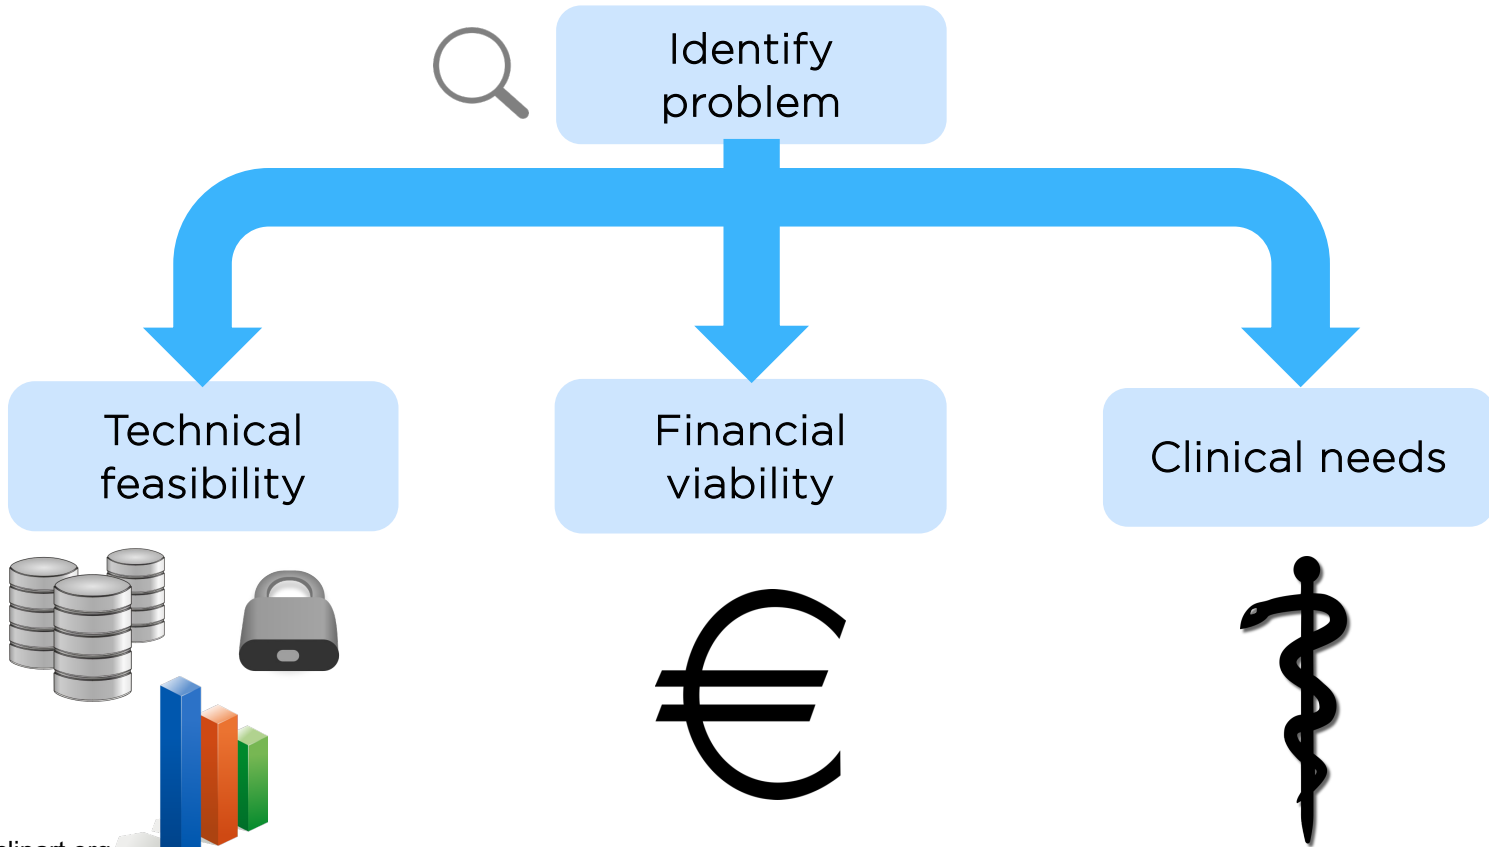 Identify
problem
Technical
feasibility
Financial
viability
Clinical needs